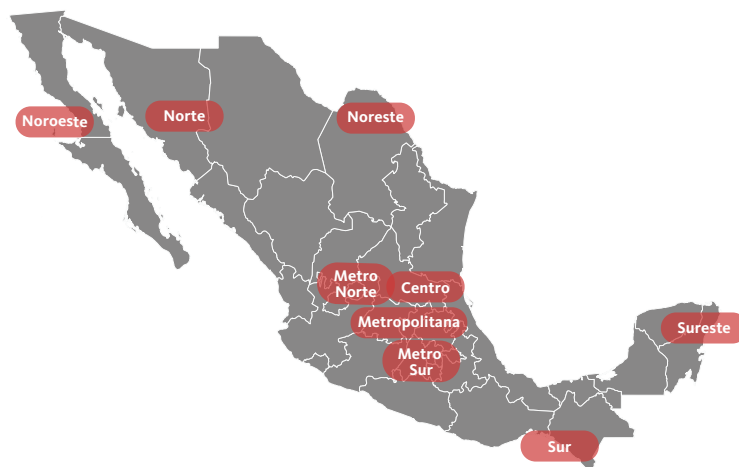 Noroeste
Norte
Noreste
Metro
Norte
Centro
Metropolitana
Metro
Sur
Sureste
Sur